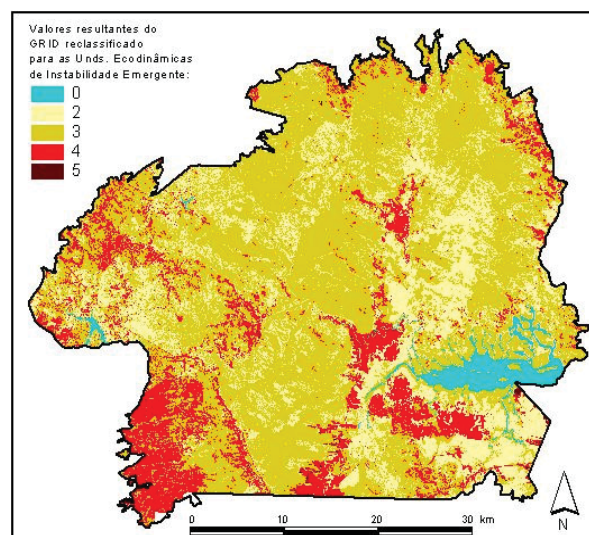 Valores resultantes do
GRID reclassificado
para as Unds. Ecodinâmicas
de Instabilidade Emergente:
0
2
3
4
5
0 10 20 30 km